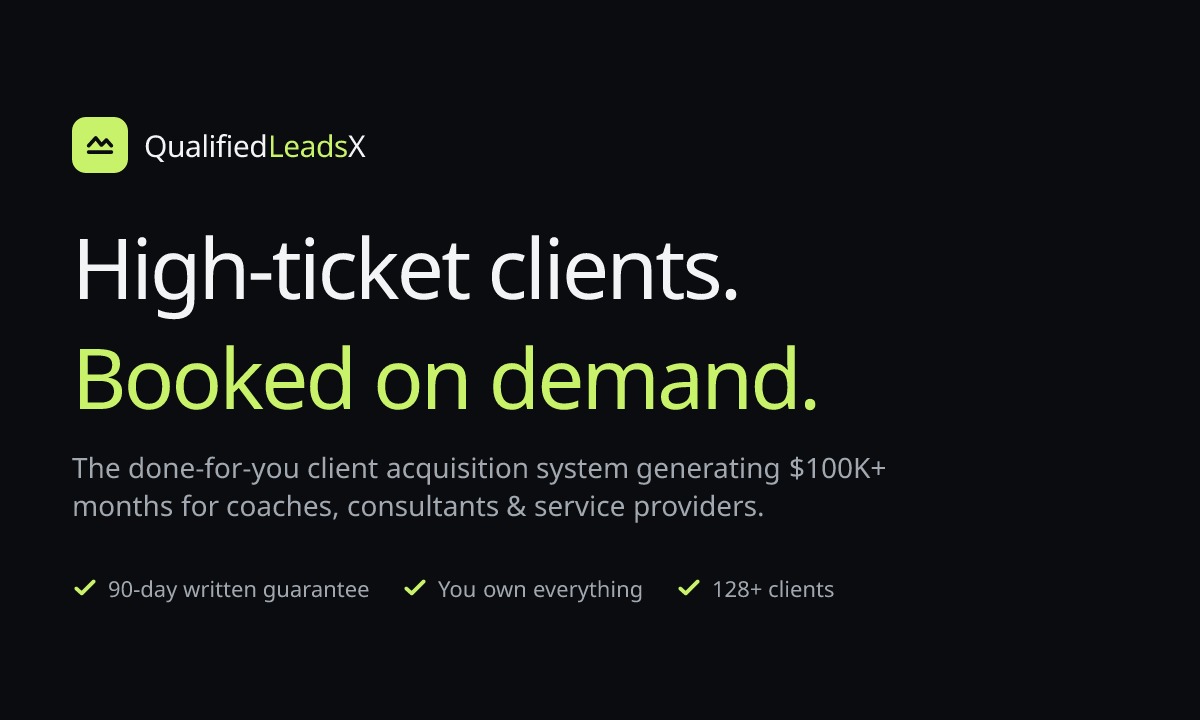 QualifiedLeadsX
High-ticket clients.
Booked on demand.
The done-for-you client acquisition system generating $100K+
months for coaches, consultants & service providers.
90-day written guarantee You own everything 128+ clients